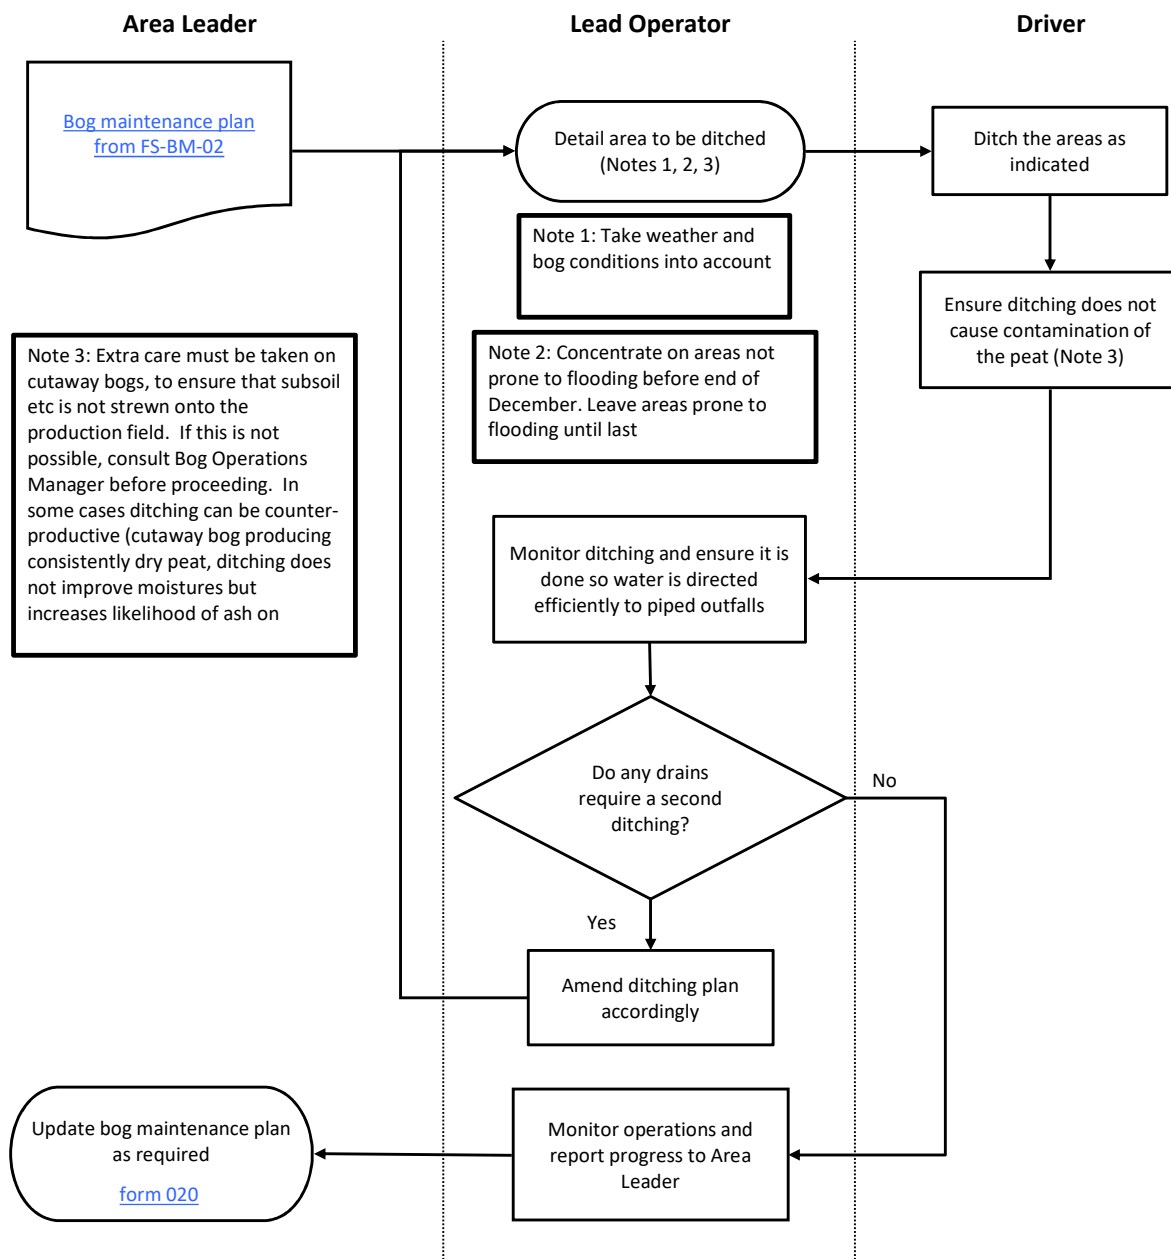 Area Leader
Lead Operator
Driver
Bog maintenance plan
from FS-BM-02
Detail area to be ditched
(Notes 1, 2, 3)
Ditch the areas as
indicated
Note 1: Take weather and
bog conditions into account
Ensure ditching does not
cause contamination of
the peat (Note 3)
Note 3: Extra care must be taken on
cutaway bogs, to ensure that subsoil
etc is not strewn onto the
production field.  If this is not
possible, consult Bog Operations
Manager before proceeding.  In
some cases ditching can be counter-
productive (cutaway bog producing
consistently dry peat, ditching does
not improve moistures but
increases likelihood of ash on
Note 2: Concentrate on areas not
prone to flooding before end of
December. Leave areas prone to
flooding until last
Monitor ditching and ensure it is
done so water is directed
efficiently to piped outfalls
Do any drains
require a second
ditching?
No
Yes
Amend ditching plan
accordingly
Update bog maintenance plan
as required
form 020
Monitor operations and
report progress to Area
Leader